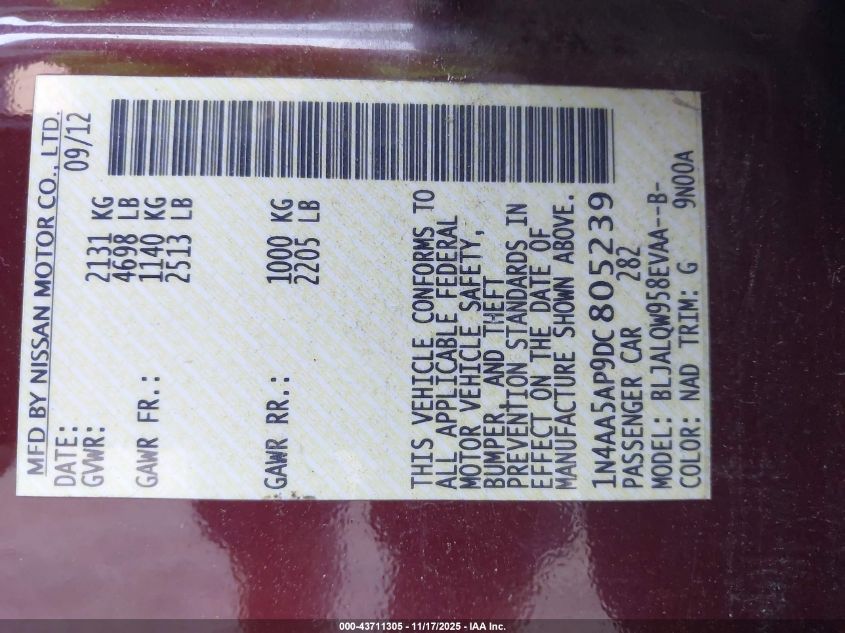 MFD BY NISSAN MOTOR CO., LTD.
DATE: 09/12
GVWR: 2131 KG
4698 LB
GAWR FR.: 1140 KG
2513 LB
GAWR RR.: 1000 KG
2205 LB
THIS VEHICLE CONFORMS TO
ALL APPLICABLE FEDERAL
MOTOR VEHICLE SAFETY,
BUMPER, AND THEFT
PREVENTION STANDARDS IN
EFFECT ON THE DATE OF
MANUFACTURE SHOWN ABOVE.
1N4AA5AP9DC805239
PASSENGER CAR 282
MODEL: BLJALQW958EVAA--B-
COLOR: NAD TRIM: G 9N00A
000-43711305 - 11/17/2025 - IAA Inc.